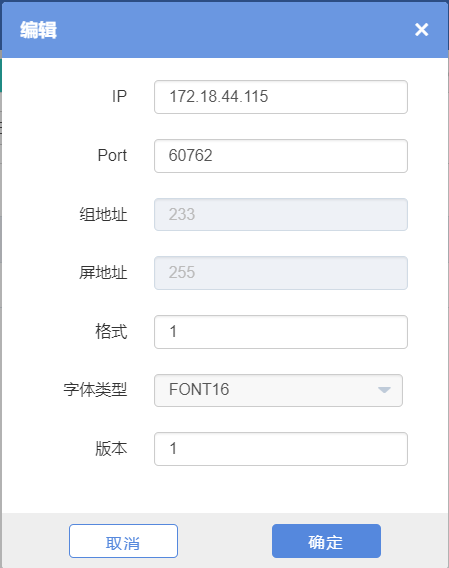 编辑
IP 172.18.44.115
Port 60762
组地址 233
屏地址 255
格式 1
字体类型 FONT16
版本 1
取消 确定